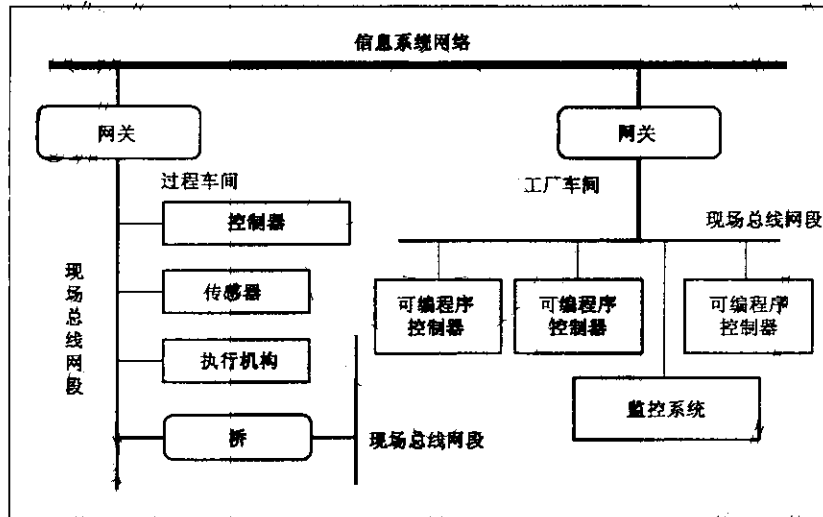 信息系统网络
网关
网关
过程车间
工厂车间
控制器
现场总线网段
现场总线网段
传感器
可编程序
控制器
可编程序
控制器
可编程序
控制器
执行机构
监控系统
桥
现场总线网段